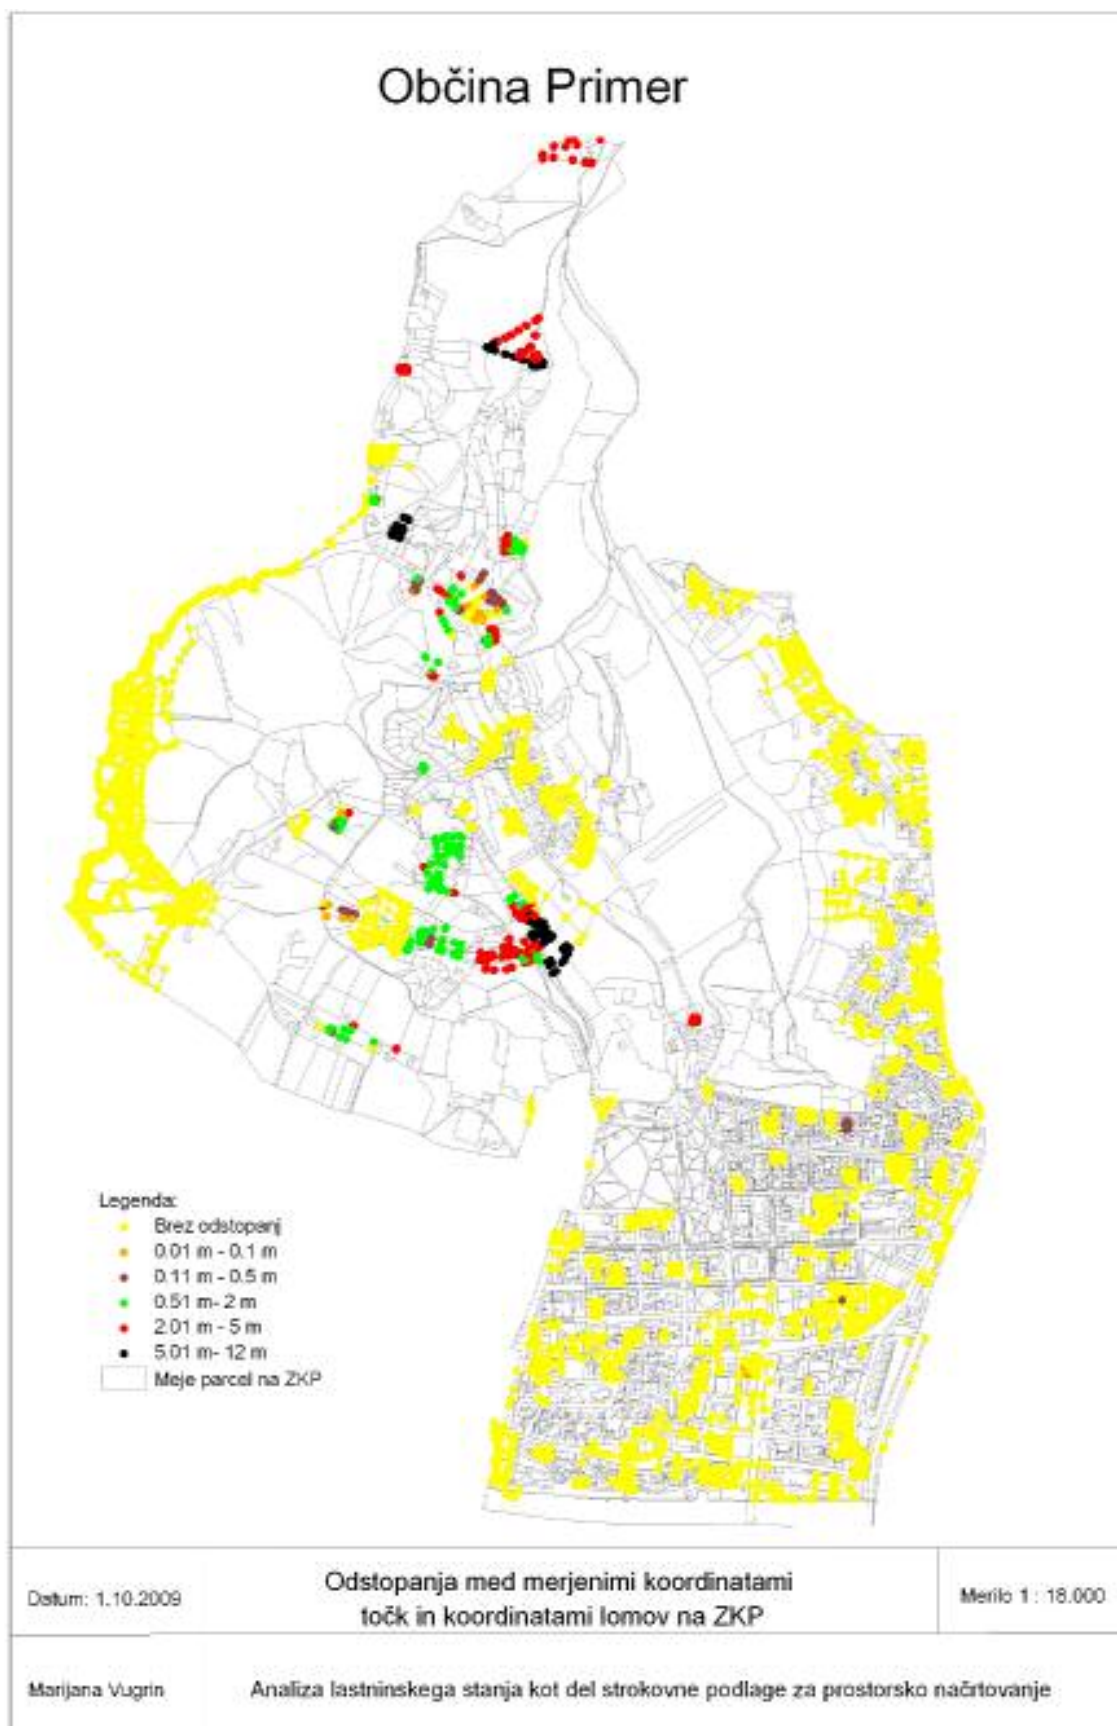 Občina Primer
Legenda:
Brez odstopanj
0.01 m - 0.1 m
0.11 m - 0.5 m
0.51 m- 2 m
2.01 m - 5 m
5.01 m- 12 m
Meje parcel na ZKP
Datum: 1.10.2009
Odstopanja med merjenimi koordinatami
točk in koordinatami lomov na ZKP
Merilo 1 : 18.000
Marijana Vugrin
Analiza lastninskega stanja kot del strokovne podlage za prostorsko načrtovanje